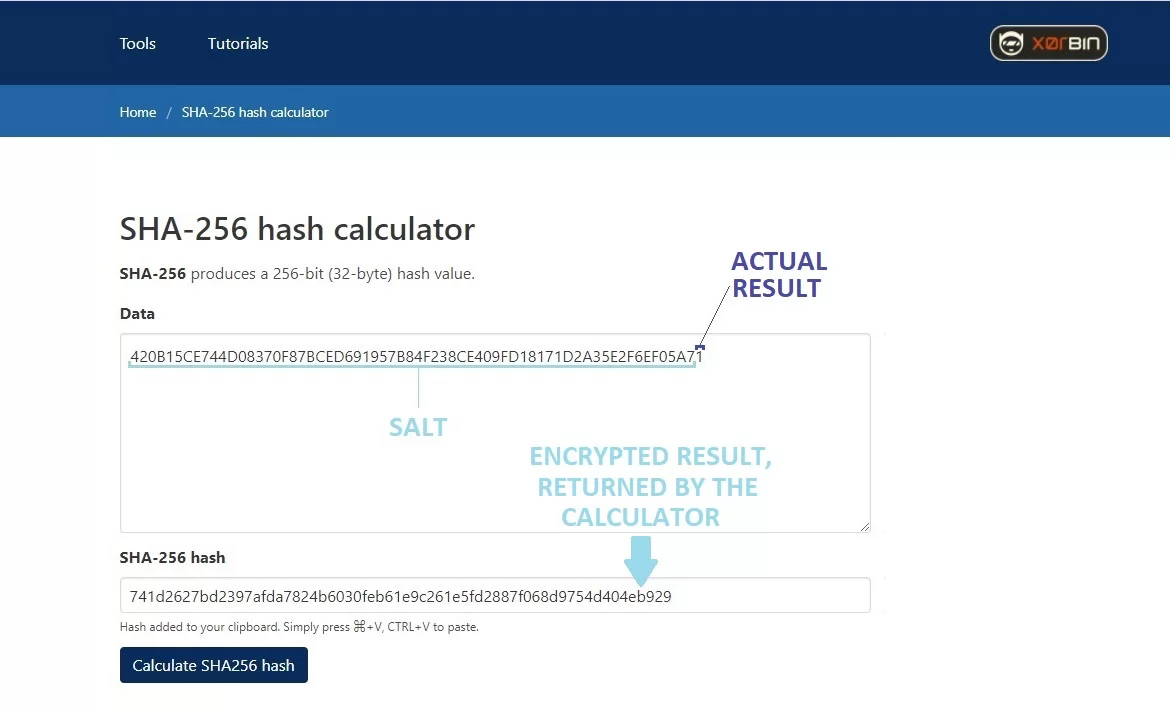 Tools Tutorials xørBIN
Home / SHA-256 hash calculator
SHA-256 hash calculator
SHA-256 produces a 256-bit (32-byte) hash value.
ACTUAL
RESULT
Data
420B15CE744D08370F87BCED691957B84F238CE409FD18171D2A35E2F6EF05A71
SALT
ENCRYPTED RESULT,
RETURNED BY THE
CALCULATOR
SHA-256 hash
741d2627bd2397afda7824b6030feb61e9c261e5fd2887f068d9754d404eb929
Hash added to your clipboard. Simply press ⌘+V, CTRL+V to paste.
Calculate SHA256 hash